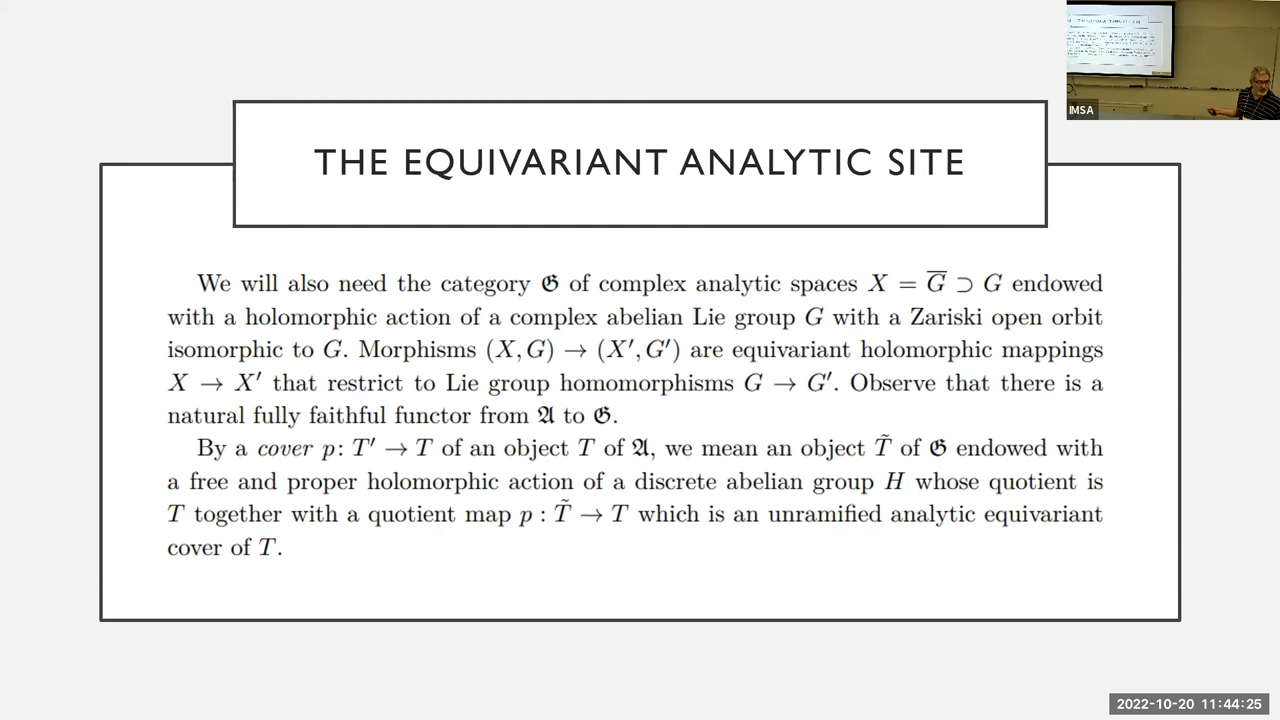 THE EQUIVARIANT ANALYTIC SITE
We will also need the category 𝔊 of complex analytic spaces X = G̅ ⊃ G endowed
with a holomorphic action of a complex abelian Lie group G with a Zariski open orbit
isomorphic to G. Morphisms (X, G) → (X′, G′) are equivariant holomorphic mappings
X → X′ that restrict to Lie group homomorphisms G → G′. Observe that there is a
natural fully faithful functor from 𝔄 to 𝔊.
By a cover p: T′ → T of an object T of 𝔄, we mean an object T̃ of 𝔊 endowed with
a free and proper holomorphic action of a discrete abelian group H whose quotient is
T together with a quotient map p : T̃ → T which is an unramified analytic equivariant
cover of T.
IMSA
2022-10-20 11:44:25